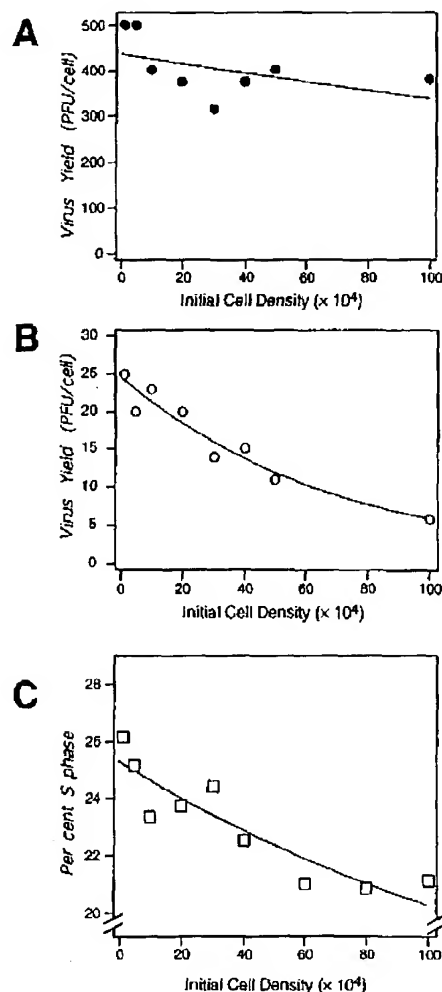 A
Virus Yield (PFU/cell)
500
400
300
200
100
0
0 20 40 60 80 100
Initial Cell Density (× 10⁴)
B
Virus Yield (PFU/cell)
30
25
20
15
10
5
0
0 20 40 60 80 100
Initial Cell Density (× 10⁴)
C
Per cent S phase
28
26
24
22
20
0 20 40 60 80 100
Initial Cell Density (× 10⁴)